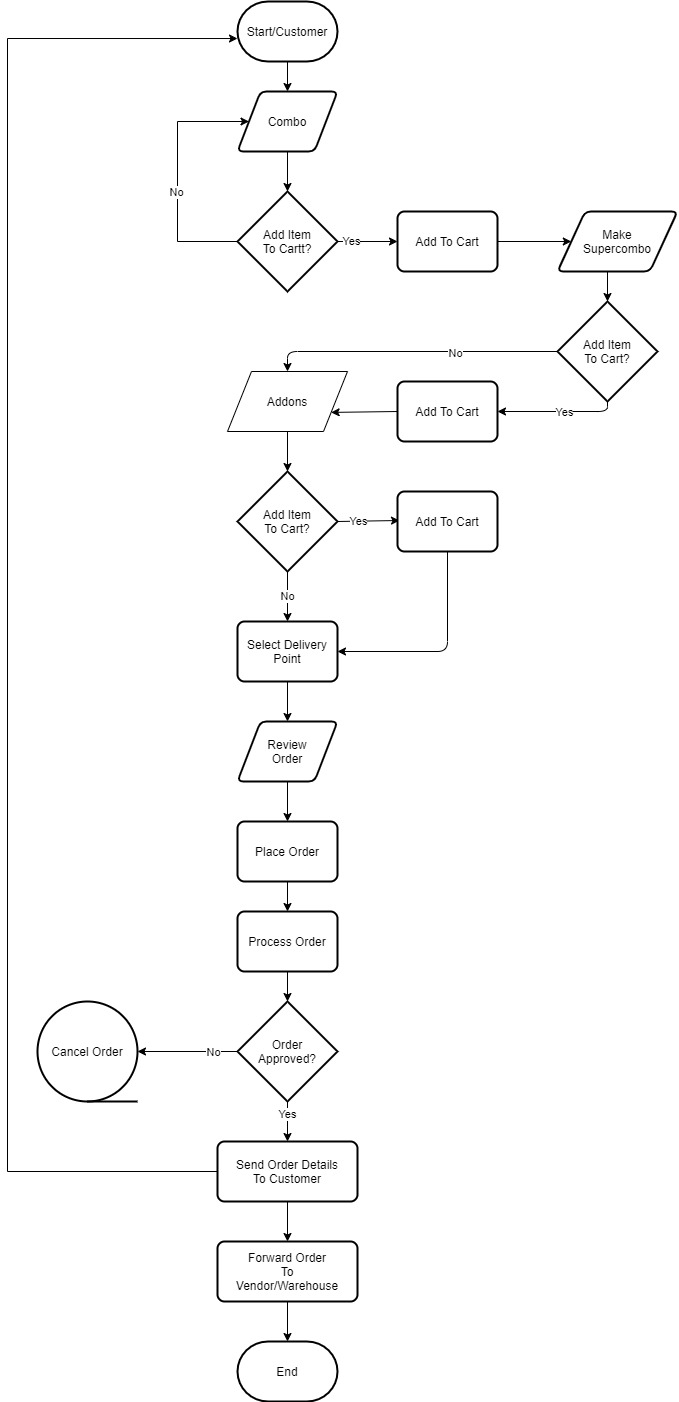 Start/Customer
Combo
No
Add Item
To Cartt?
Yes
Add To Cart
Make
Supercombo
Add Item
To Cart?
No
Yes
Add To Cart
Addons
Add Item
To Cart?
Yes
Add To Cart
No
Select Delivery
Point
Review
Order
Place Order
Process Order
Order
Approved?
No
Cancel Order
Yes
Send Order Details
To Customer
Forward Order
To
Vendor/Warehouse
End